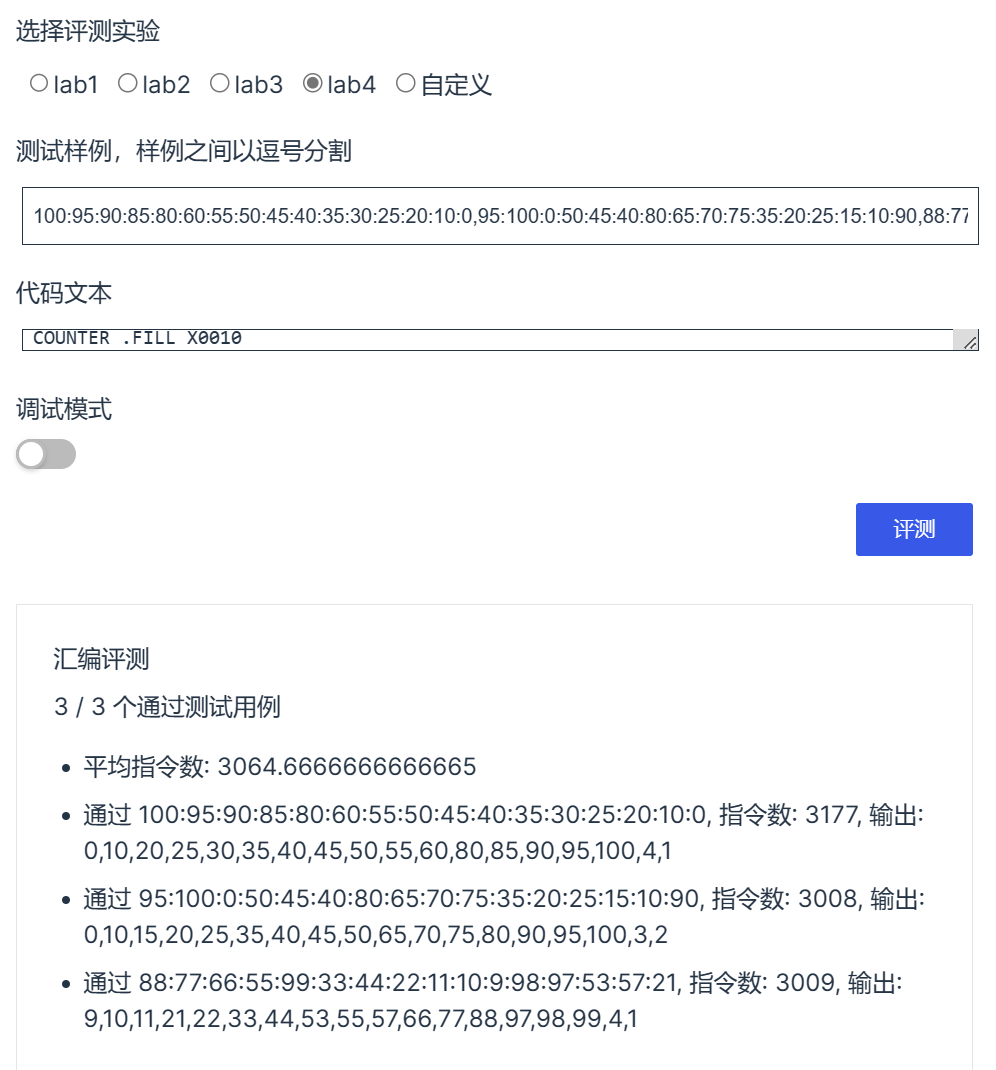 选择评测实验
lab1 lab2 lab3 lab4 自定义
测试样例，样例之间以逗号分割
100:95:90:85:80:60:55:50:45:40:35:30:25:20:10:0,95:100:0:50:45:40:80:65:70:75:35:20:25:15:10:90,88:77
代码文本
COUNTER .FILL X0010
调试模式
评测
汇编评测
3 / 3 个通过测试用例
平均指令数: 3064.6666666666665
通过 100:95:90:85:80:60:55:50:45:40:35:30:25:20:10:0, 指令数: 3177, 输出:
0,10,20,25,30,35,40,45,50,55,60,80,85,90,95,100,4,1
通过 95:100:0:50:45:40:80:65:70:75:35:20:25:15:10:90, 指令数: 3008, 输出:
0,10,15,20,25,35,40,45,50,65,70,75,80,90,95,100,3,2
通过 88:77:66:55:99:33:44:22:11:10:9:98:97:53:57:21, 指令数: 3009, 输出:
9,10,11,21,22,33,44,53,55,57,66,77,88,97,98,99,4,1